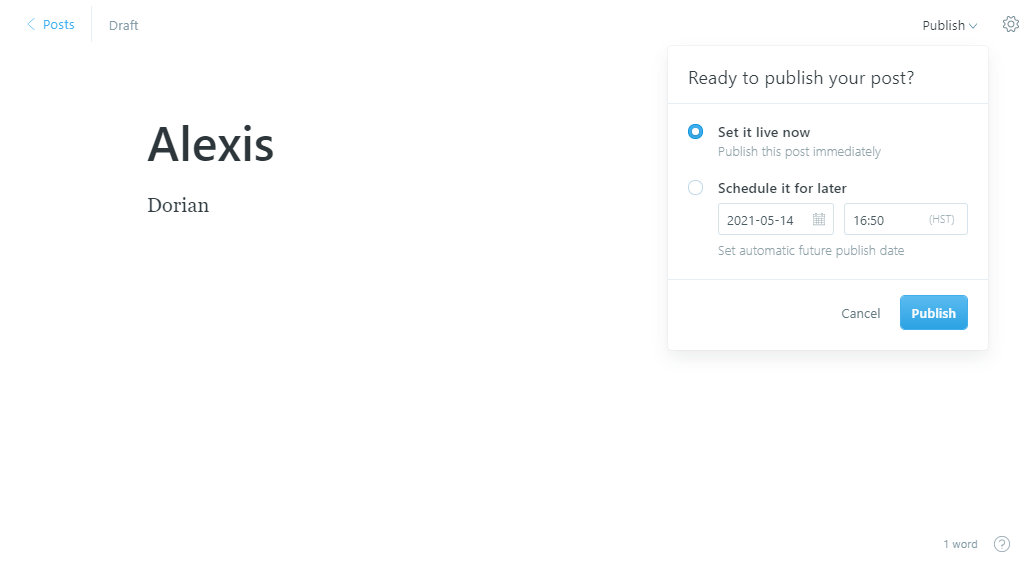 Posts
Draft
Publish
Ready to publish your post?
Alexis
Set it live now
Publish this post immediately
Schedule it for later
Dorian
2021-05-14
16:50 (HST)
Set automatic future publish date
Cancel
Publish
1 word
?